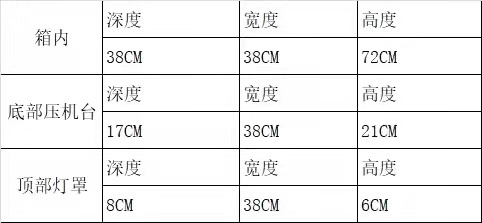 箱内 深度 宽度 高度
38CM 38CM 72CM
底部压机台 深度 宽度 高度
17CM 38CM 21CM
顶部灯罩 深度 宽度 高度
8CM 38CM 6CM